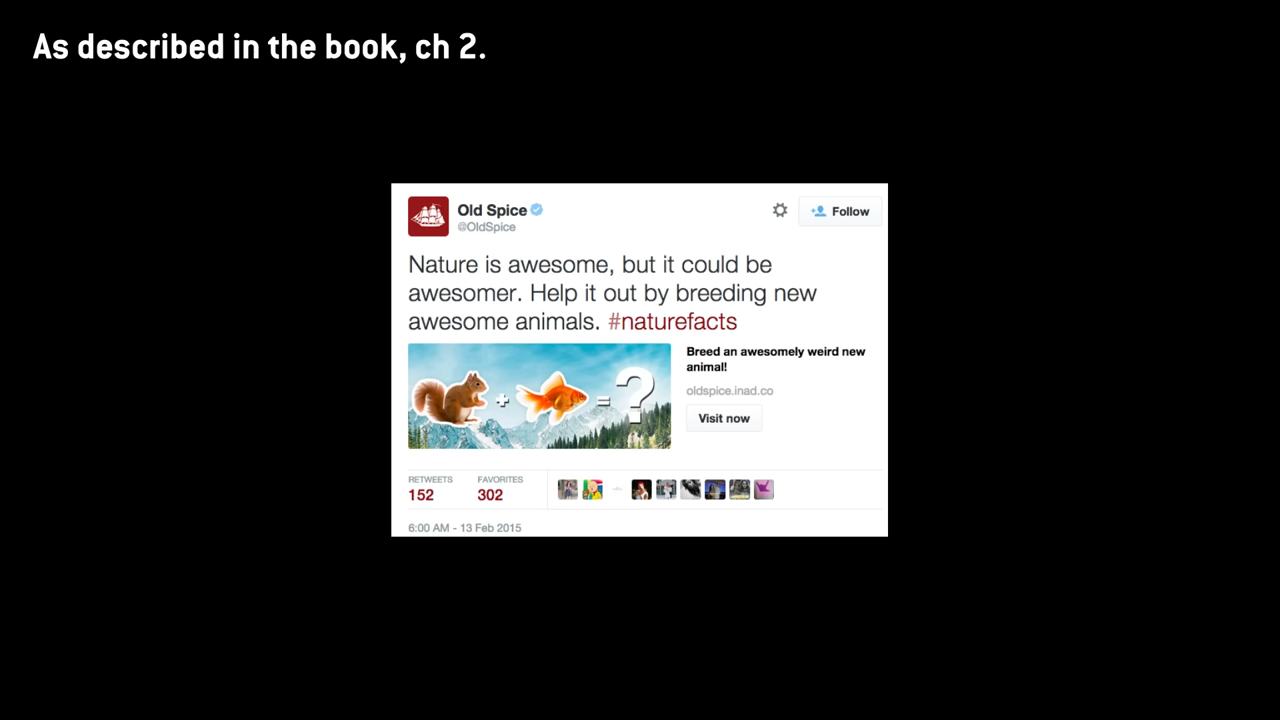 As described in the book, ch 2.
Old Spice
@OldSpice
Follow
Nature is awesome, but it could be
awesomer. Help it out by breeding new
awesome animals. #naturefacts
+ = ?
Breed an awesomely weird new
animal!
oldspice.inad.co
Visit now
RETWEETS FAVORITES
152 302
6:00 AM - 13 Feb 2015